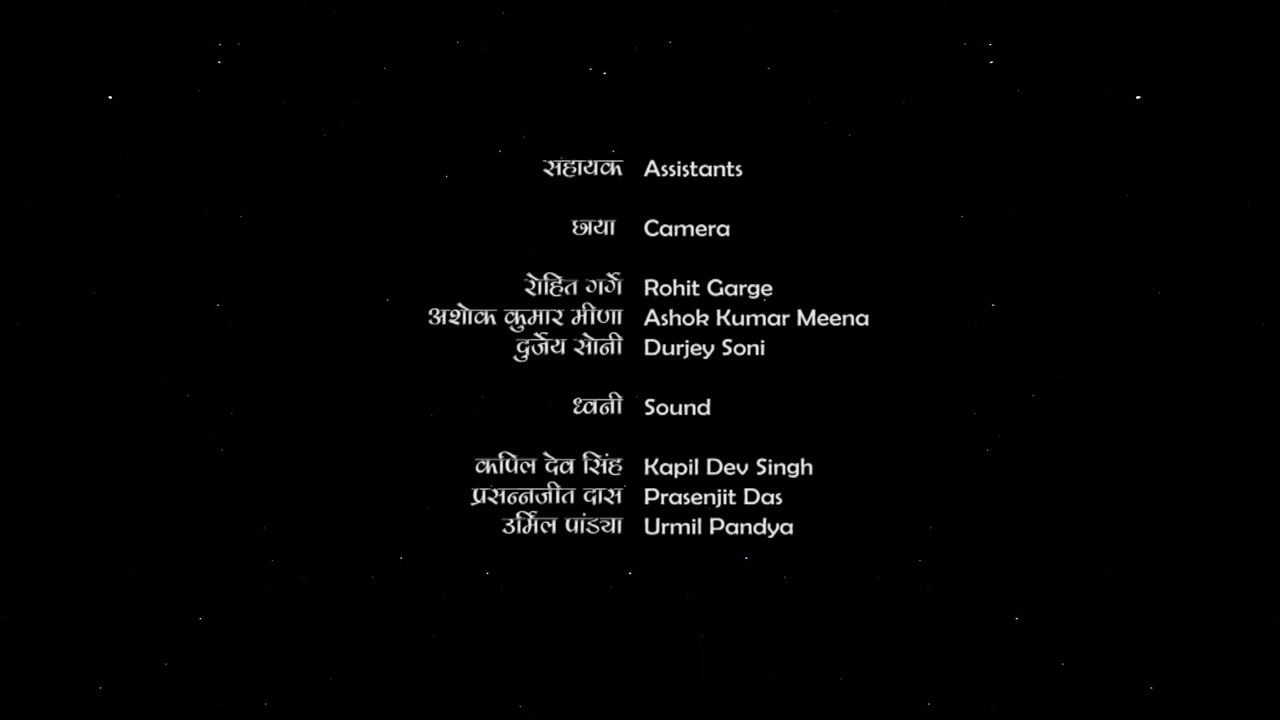 सहायक Assistants
छाया Camera
रोहित गर्गे Rohit Garge
अशोक कुमार मीणा Ashok Kumar Meena
दुर्जेय सोनी Durjey Soni
ध्वनी Sound
कपिल देव सिंह Kapil Dev Singh
प्रसन्नजीत दास Prasenjit Das
उर्मिल पांड्या Urmil Pandya